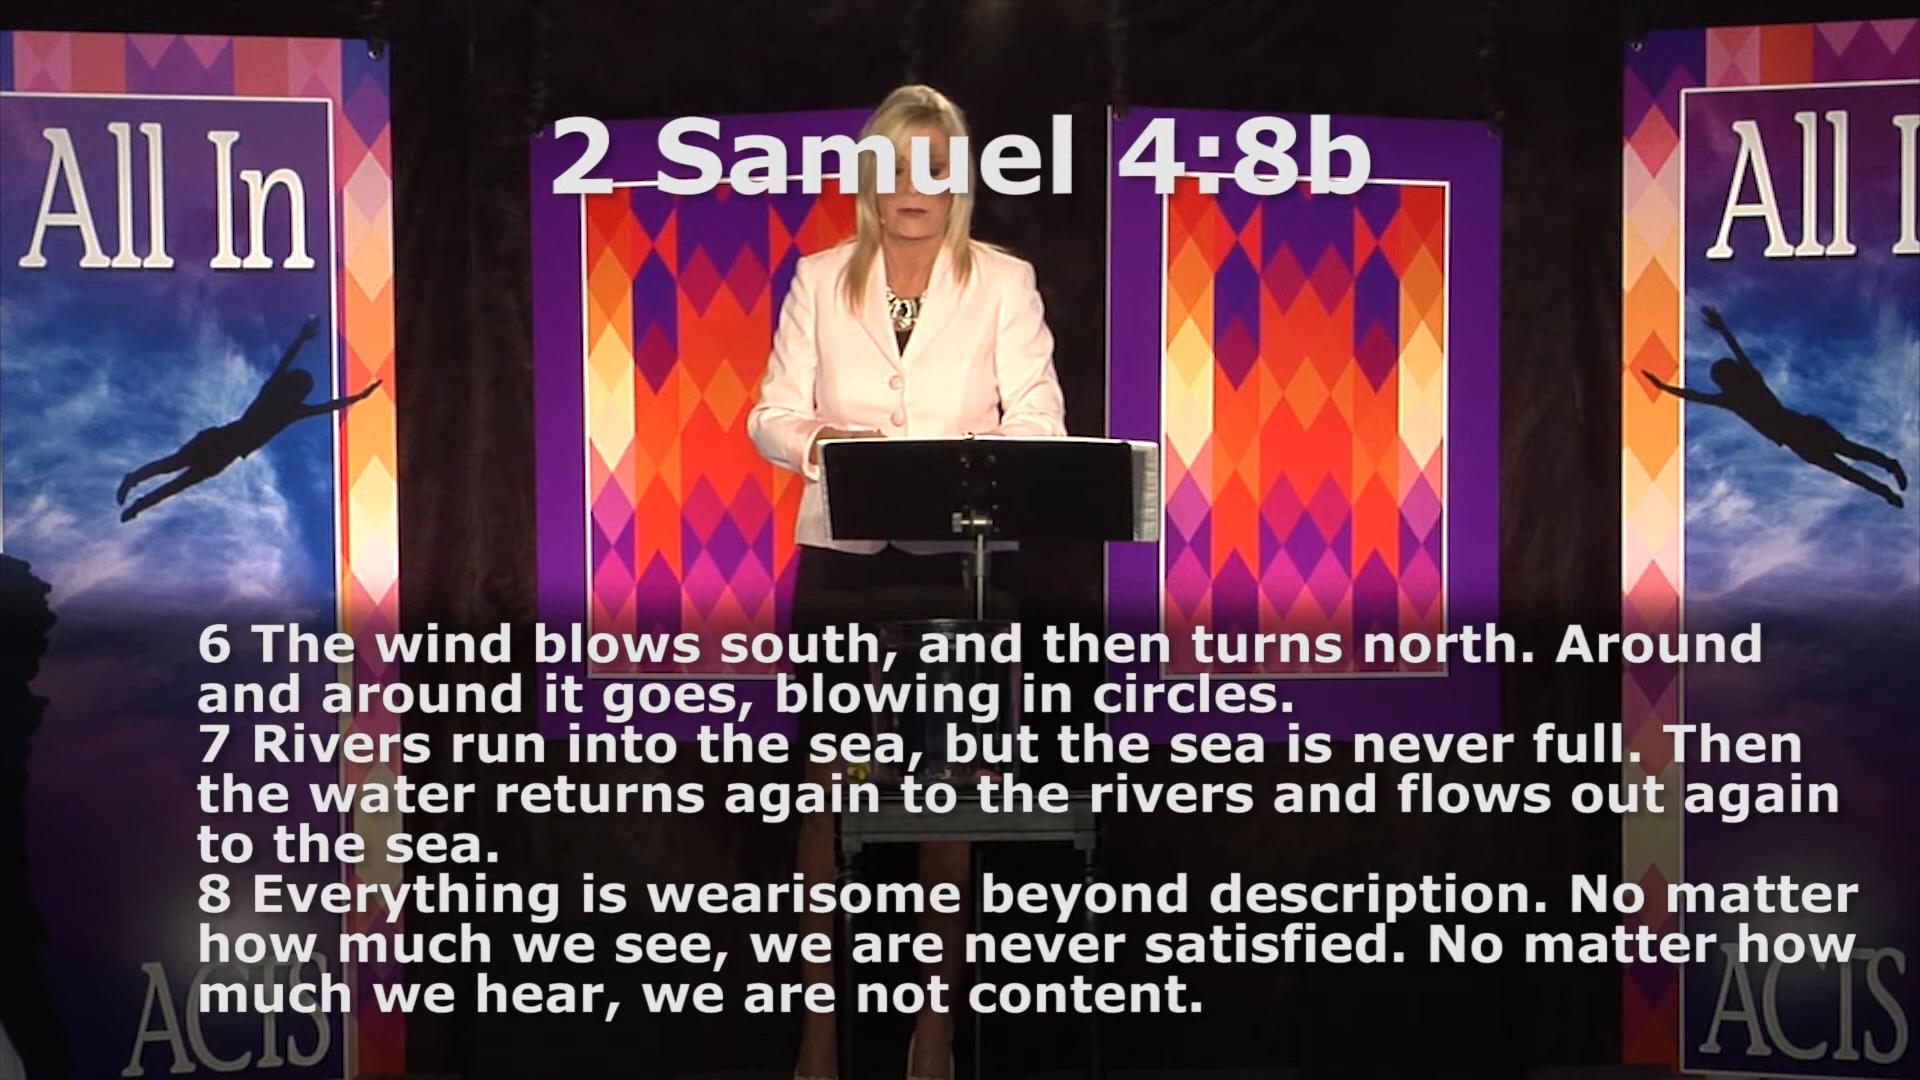 All In
All I
2 Samuel 4:8b
6 The wind blows south, and then turns north. Around
and around it goes, blowing in circles.
7 Rivers run into the sea, but the sea is never full. Then
the water returns again to the rivers and flows out again
to the sea.
8 Everything is wearisome beyond description. No matter
how much we see, we are never satisfied. No matter how
much we hear, we are not content.
ACTS
ACTS